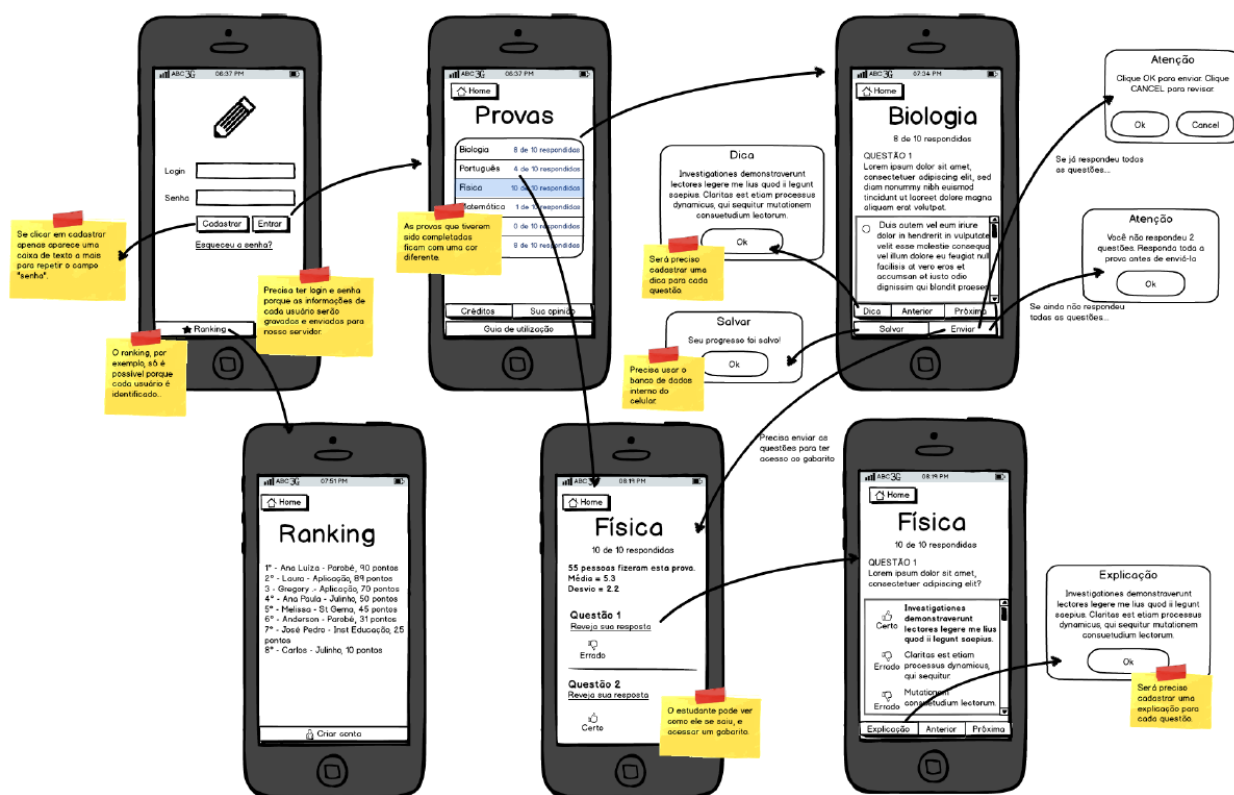 ABC 3G 06:37 PM
Login
Senha
Cadastrar Entrar
Esqueceu a senha?
Ranking
Se clicar em cadastrar
apenas aparece uma
caixa de texto a mais
para repetir o campo
"senha".
Precisa ter login e senha
porque as informações de
cada usuário serão
gravadas e enviadas para
nosso servidor.
O ranking, por
exemplo, só é
possível porque
cada usuário é
identificado..
ABC 3G 06:37 PM
Home
Provas
Biologia 8 de 10 respondidas
Português 4 de 10 respondidas
Física 10 de 10 respondidas
Matemática 1 de 10 respondidas
0 de 10 respondidas
8 de 10 respondidas
As provas que tiverem
sido completadas
ficam com uma cor
diferente.
Créditos Sua opinião
Guia de utilização
Dica
Investigationes demonstraverunt
lectores legere me lius quod ii legunt
saepius. Claritas est etiam processus
dynamicus, qui sequitur mutationem
consuetudium lectorum.
Ok
Será preciso
cadastrar uma
dica para cada
questão.
Salvar
Seu progresso foi salvo!
Ok
Precisa usar o
banco de dados
interno do
celular.
ABC 3G 07:34 PM
Home
Biologia
8 de 10 respondidas
QUESTÃO 1
Lorem ipsum dolor sit amet,
consectetuer adipiscing elit, sed
diam nonummy nibh euismod
tincidunt ut laoreet dolore magna
aliquam erat volutpat.
Duis autem vel eum iriure
dolor in hendrerit in vulputate
velit esse molestie consequa
vel illum dolore eu feugiat nul
facilisis at vero eros et
accumsan et iusto odio
dignissim qui blandit praesen
Dica Anterior Próxima
Salvar Enviar
Atenção
Clique OK para enviar. Clique
CANCEL para revisar.
Ok Cancel
Se já respondeu todas
as questões...
Atenção
Você não respondeu 2
questões. Responda toda a
prova antes de enviá-la
Ok
Se ainda não respondeu
todas as questões...
Precisa enviar as
questões para ter
acesso ao gabarito
ABC 3G 07:51 PM
Home
Ranking
1° - Ana Luíza - Parobé, 90 pontos
2° - Laura - Aplicação, 89 pontos
3 - Gregory .- Aplicação, 70 pontos
4° - Ana Paula - Julinho, 50 pontos
5° - Melissa - St Gema, 45 pontos
6° - Anderson - Parobé, 31 pontos
7° - José Pedro - Inst Educação, 25
pontos
8° - Carlos - Julinho, 10 pontos
Criar conta
ABC 3G 08:19 PM
Home
Física
10 de 10 respondidas
55 pessoas fizeram esta prova.
Média = 5.3
Desvio = 2.2
Questão 1
Reveja sua resposta
Errado
Questão 2
Reveja sua resposta
Certo
O estudante pode ver
como ele se saiu, e
acessar um gabarito.
ABC 3G 08:19 PM
Home
Física
10 de 10 respondidas
QUESTÃO 1
Lorem ipsum dolor sit amet,
consectetuer adipiscing elit?
Investigationes
demonstraverunt
lectores legere me lius
quod ii legunt saepius.
Certo
Claritas est etiam
processus dynamicus,
qui sequitur.
Errado
Mutationem
consuetudium lectorum.
Errado
Explicação Anterior Próxima
Explicação
Investigationes demonstraverunt
lectores legere me lius quod ii legunt
saepius. Claritas est etiam processus
dynamicus, qui sequitur mutationem
consuetudium lectorum.
Ok
Será preciso
cadastrar uma
explicação para
cada questão.